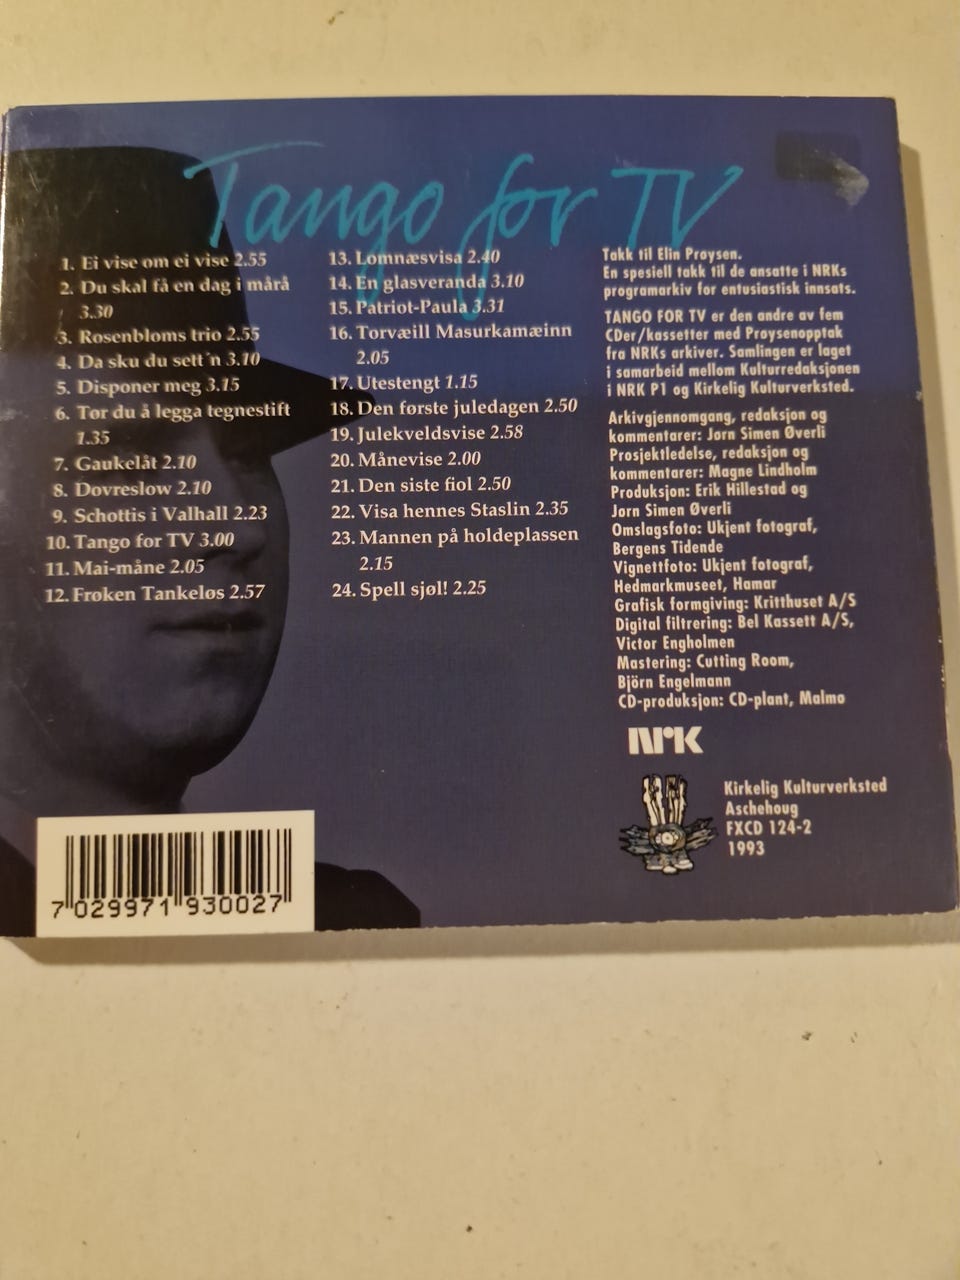 Tango for TV
1. Ei vise om ei vise 2.55
2. Du skal få en dag i mårå
3.30
3. Rosenbloms trio 2.55
4. Da sku du sett´n 3.10
5. Disponer meg 3.15
6. Tør du å legga tegnestift
1.35
7. Gaukelåt 2.10
8. Dovreslow 2.10
9. Schottis i Valhall 2.23
10. Tango for TV 3.00
11. Mai-måne 2.05
12. Frøken Tankeløs 2.57
13. Lomnæsvisa 2.40
14. En glasveranda 3.10
15. Patriot-Paula 3.31
16. Torvæill Masurkamæinn
2.05
17. Utestengt 1.15
18. Den første juledagen 2.50
19. Julekveldsvise 2.58
20. Månevise 2.00
21. Den siste fiol 2.50
22. Visa hennes Staslin 2.35
23. Mannen på holdeplassen
2.15
24. Spell sjøl! 2.25
Takk til Elin Prøysen.
En spesiell takk til de ansatte i NRKs
programarkiv for entusiastisk innsats.
TANGO FOR TV er den andre av fem
CDer/kassetter med Prøysenopptak
fra NRKs arkiver. Samlingen er laget
i samarbeid mellom Kulturredaksjonen
i NRK P1 og Kirkelig Kulturverksted.
Arkivgjennomgang, redaksjon og
kommentarer: Jørn Simen Øverli
Prosjektledelse, redaksjon og
kommentarer: Magne Lindholm
Produksjon: Erik Hillestad og
Jørn Simen Øverli
Omslagsfoto: Ukjent fotograf,
Bergens Tidende
Vignettfoto: Ukjent fotograf,
Hedmarkmuseet, Hamar
Grafisk formgiving: Kritthuset A/S
Digital filtrering: Bel Kassett A/S,
Victor Engholmen
Mastering: Cutting Room,
Björn Engelmann
CD-produksjon: CD-plant, Malmø
NRK
Kirkelig Kulturverksted
Aschehoug
FXCD 124-2
1993
7 029971 930027